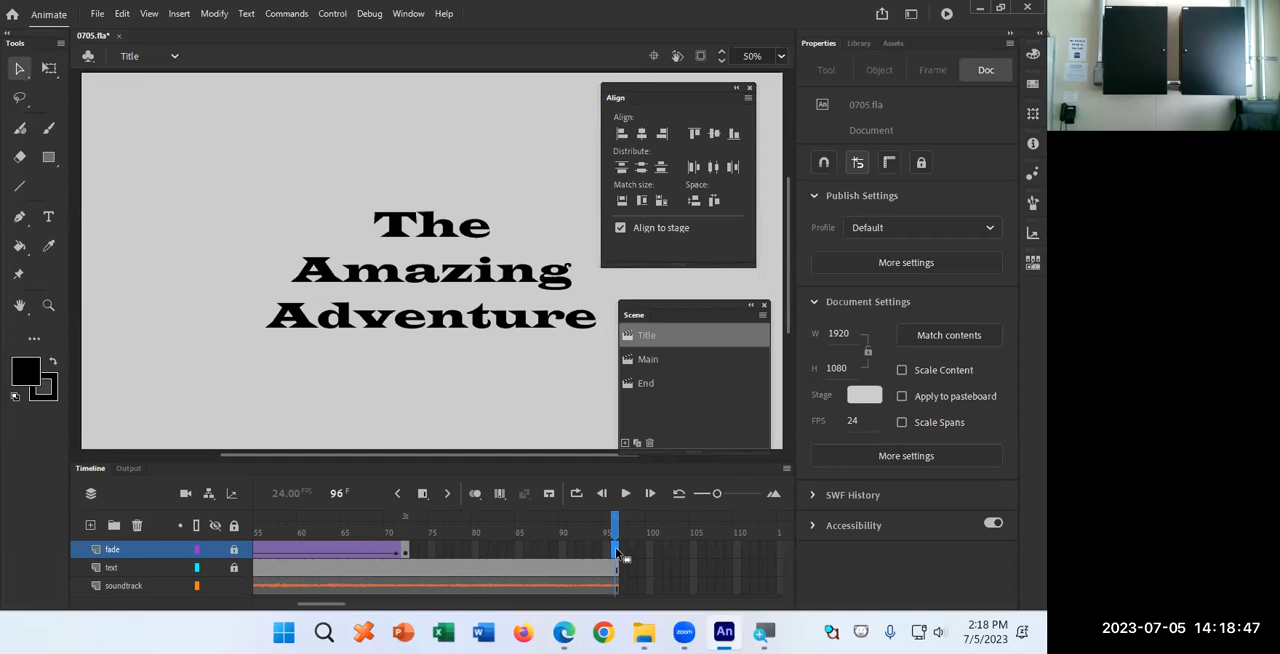 Animate File Edit View Insert Modify Text Commands Control Debug Window Help
0705.fla* ×
Tools
Title
50%
Properties Library Assets
Tool Object Frame Doc
An 0705.fla
Document
Align
Align:
Distribute:
Match size: Space:
Align to stage
The
Amazing
Adventure
Scene
Title
Main
End
Publish Settings
Profile Default
More settings
Document Settings
W 1920 Match contents
H 1080 Scale Content
Stage Apply to pasteboard
FPS 24 Scale Spans
More settings
SWF History
Accessibility
Timeline Output
24.00 FPS 96 F
3s
55 60 65 70 75 80 85 90 95 100 105 110 1
fade
text
soundtrack
2:18 PM
7/5/2023
2023-07-05 14:18:47